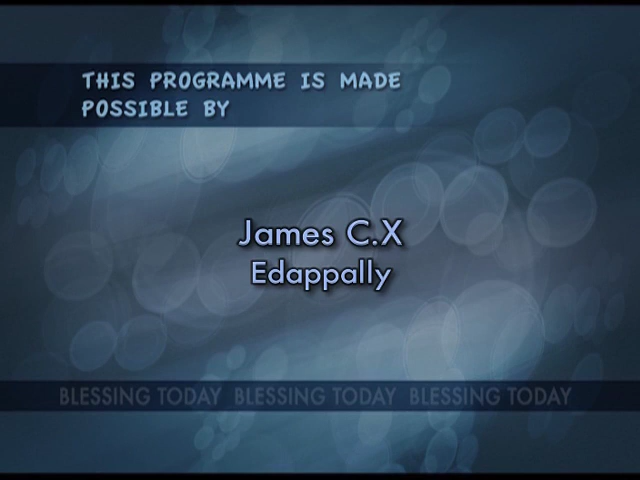 THIS PROGRAMME IS MADE
POSSIBLE BY
James C.X
Edappally
BLESSING TODAY BLESSING TODAY BLESSING TODAY